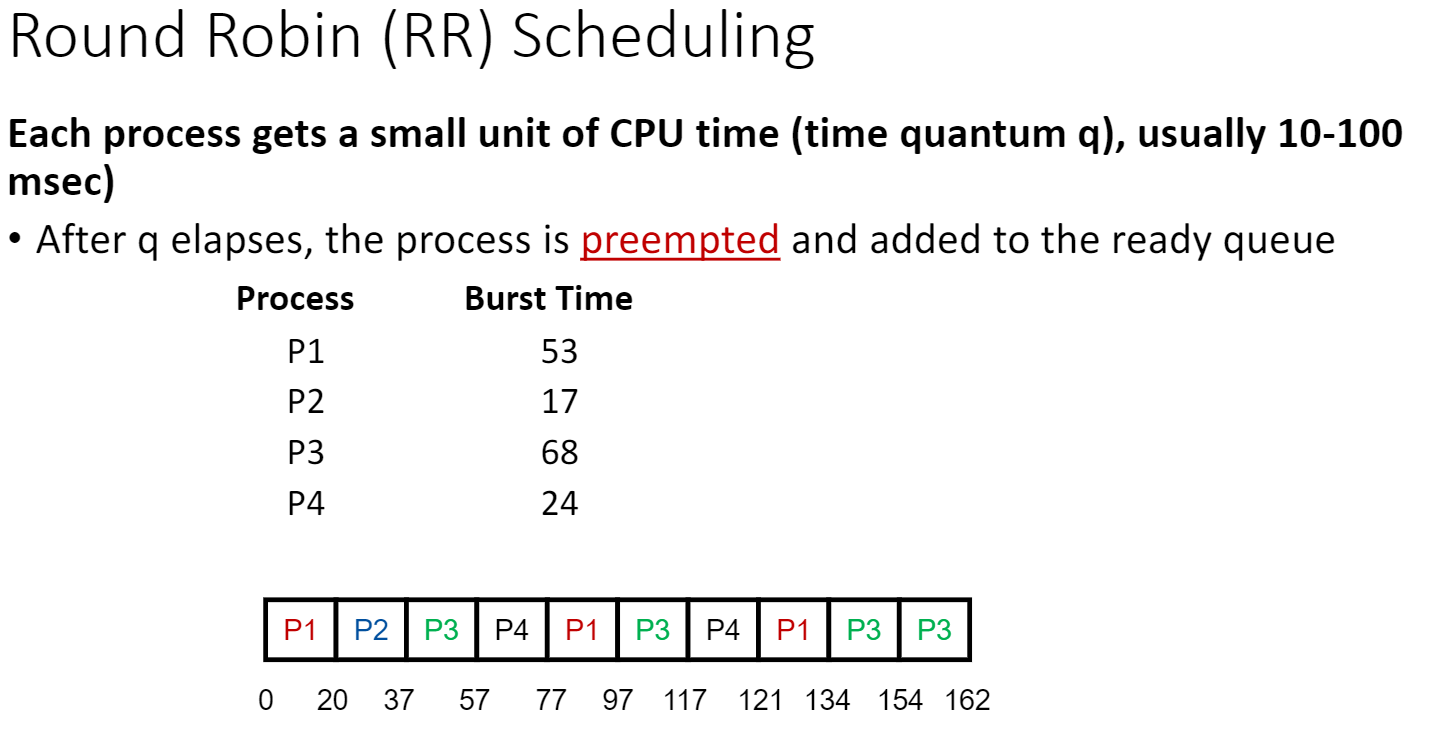 Round Robin (RR) Scheduling
Each process gets a small unit of CPU time (time quantum q), usually 10-100
msec)
• After q elapses, the process is preempted and added to the ready queue
Process Burst Time
P1 53
P2 17
P3 68
P4 24
P1 P2 P3 P4 P1 P3 P4 P1 P3 P3
0 20 37 57 77 97 117 121 134 154 162